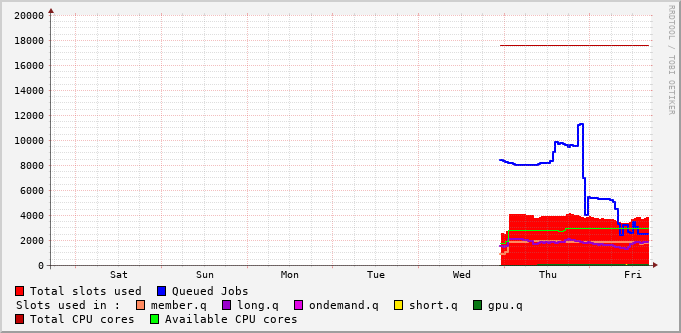 20000
18000
16000
14000
12000
10000
8000
6000
4000
2000
0
Sat Sun Mon Tue Wed Thu Fri
RRDTOOL / TOBI OETIKER
Total slots used Queued Jobs
Slots used in : member.q long.q ondemand.q short.q gpu.q
Total CPU cores Available CPU cores